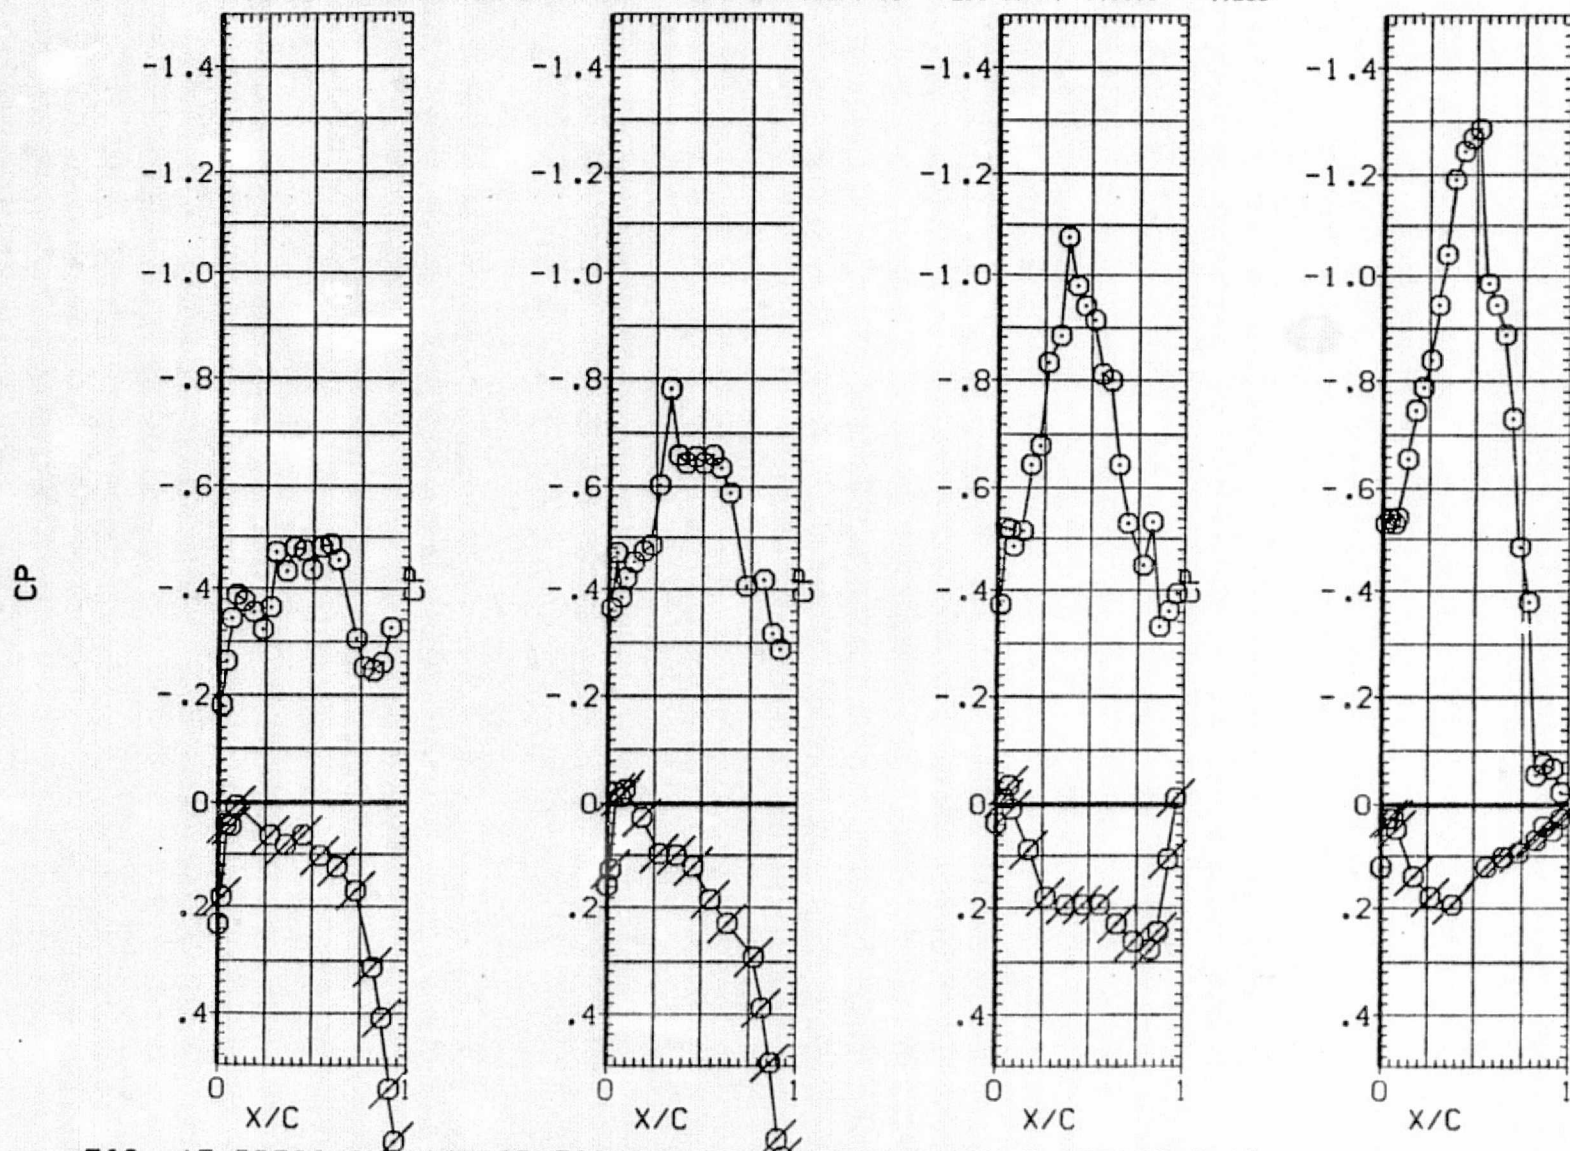 -1.4 -1.4 -1.4 -1.4
-1.2 -1.2 -1.2 -1.2
-1.0 -1.0 -1.0 -1.0
-.8 -.8 -.8 -.8
-.6 -.6 -.6 -.6
CP -.4 CP -.4 CP -.4 CP -.4
-.2 -.2 -.2 -.2
0 0 0 0
.2 .2 .2 .2
.4 .4 .4 .4
0 1 0 1 0 1 0 1
X/C X/C X/C X/C